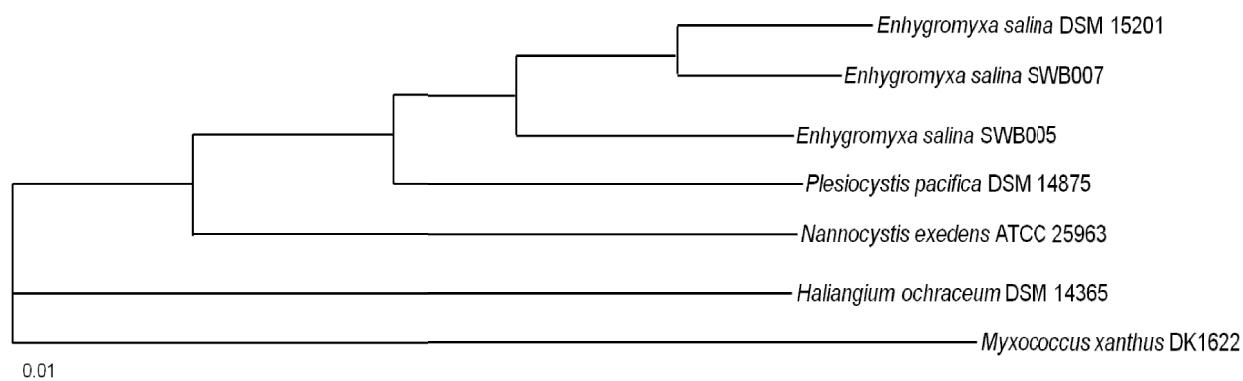 Enhygromyxa salina DSM 15201
Enhygromyxa salina SWB007
Enhygromyxa salina SWB005
Plesiocystis pacifica DSM 14875
Nannocystis exedens ATCC 25963
Haliangium ochraceum DSM 14365
Myxococcus xanthus DK1622
0.01